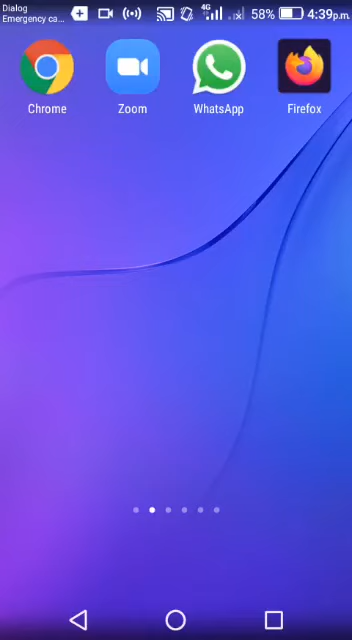 Dialog
Emergency ca...
4G
58%
4:39p.m.
Chrome
Zoom
WhatsApp
Firefox